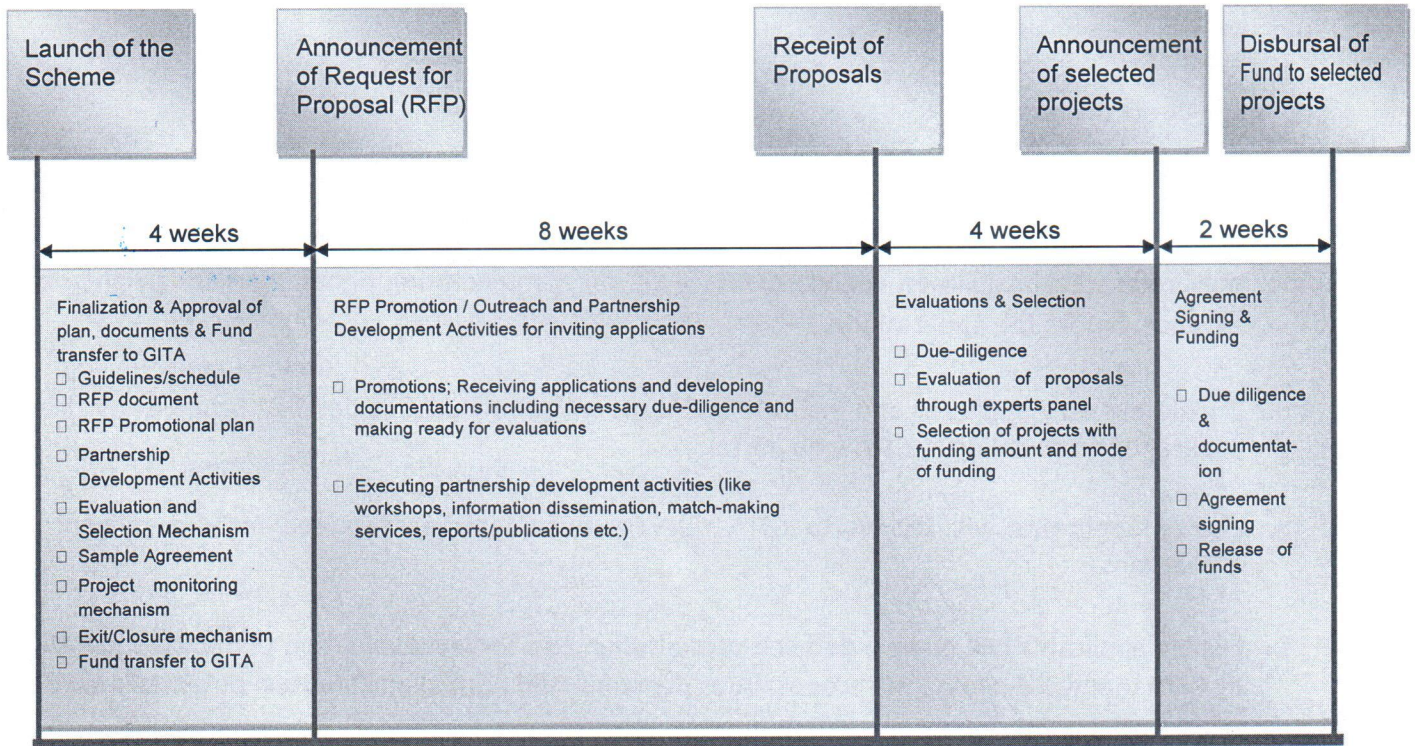 Launch of the
Scheme
Announcement
of Request for
Proposal (RFP)
Receipt of
Proposals
Announcement
of selected
projects
Disbursal of
Fund to selected
projects
4 weeks
8 weeks
4 weeks
2 weeks
Finalization & Approval of
plan, documents & Fund
transfer to GITA
□ Guidelines/schedule
□ RFP document
□ RFP Promotional plan
□ Partnership
Development Activities
□ Evaluation and
Selection Mechanism
□ Sample Agreement
□ Project monitoring
mechanism
□ Exit/Closure mechanism
□ Fund transfer to GITA
RFP Promotion / Outreach and Partnership
Development Activities for inviting applications
□ Promotions; Receiving applications and developing
documentations including necessary due-diligence and
making ready for evaluations
□ Executing partnership development activities (like
workshops, information dissemination, match-making
services, reports/publications etc.)
Evaluations & Selection
□ Due-diligence
□ Evaluation of proposals
through experts panel
□ Selection of projects with
funding amount and mode
of funding
Agreement
Signing &
Funding
□ Due diligence
&
documentat-
ion
□ Agreement
signing
□ Release of
funds